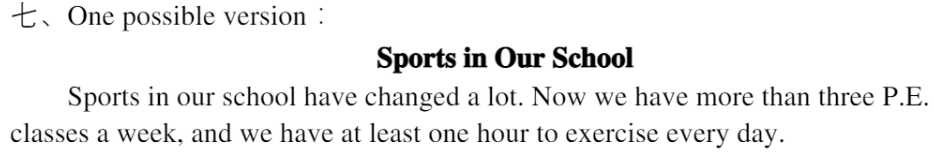 七、One possible version：
Sports in Our School
Sports in our school have changed a lot. Now we have more than three P.E.
classes a week, and we have at least one hour to exercise every day.